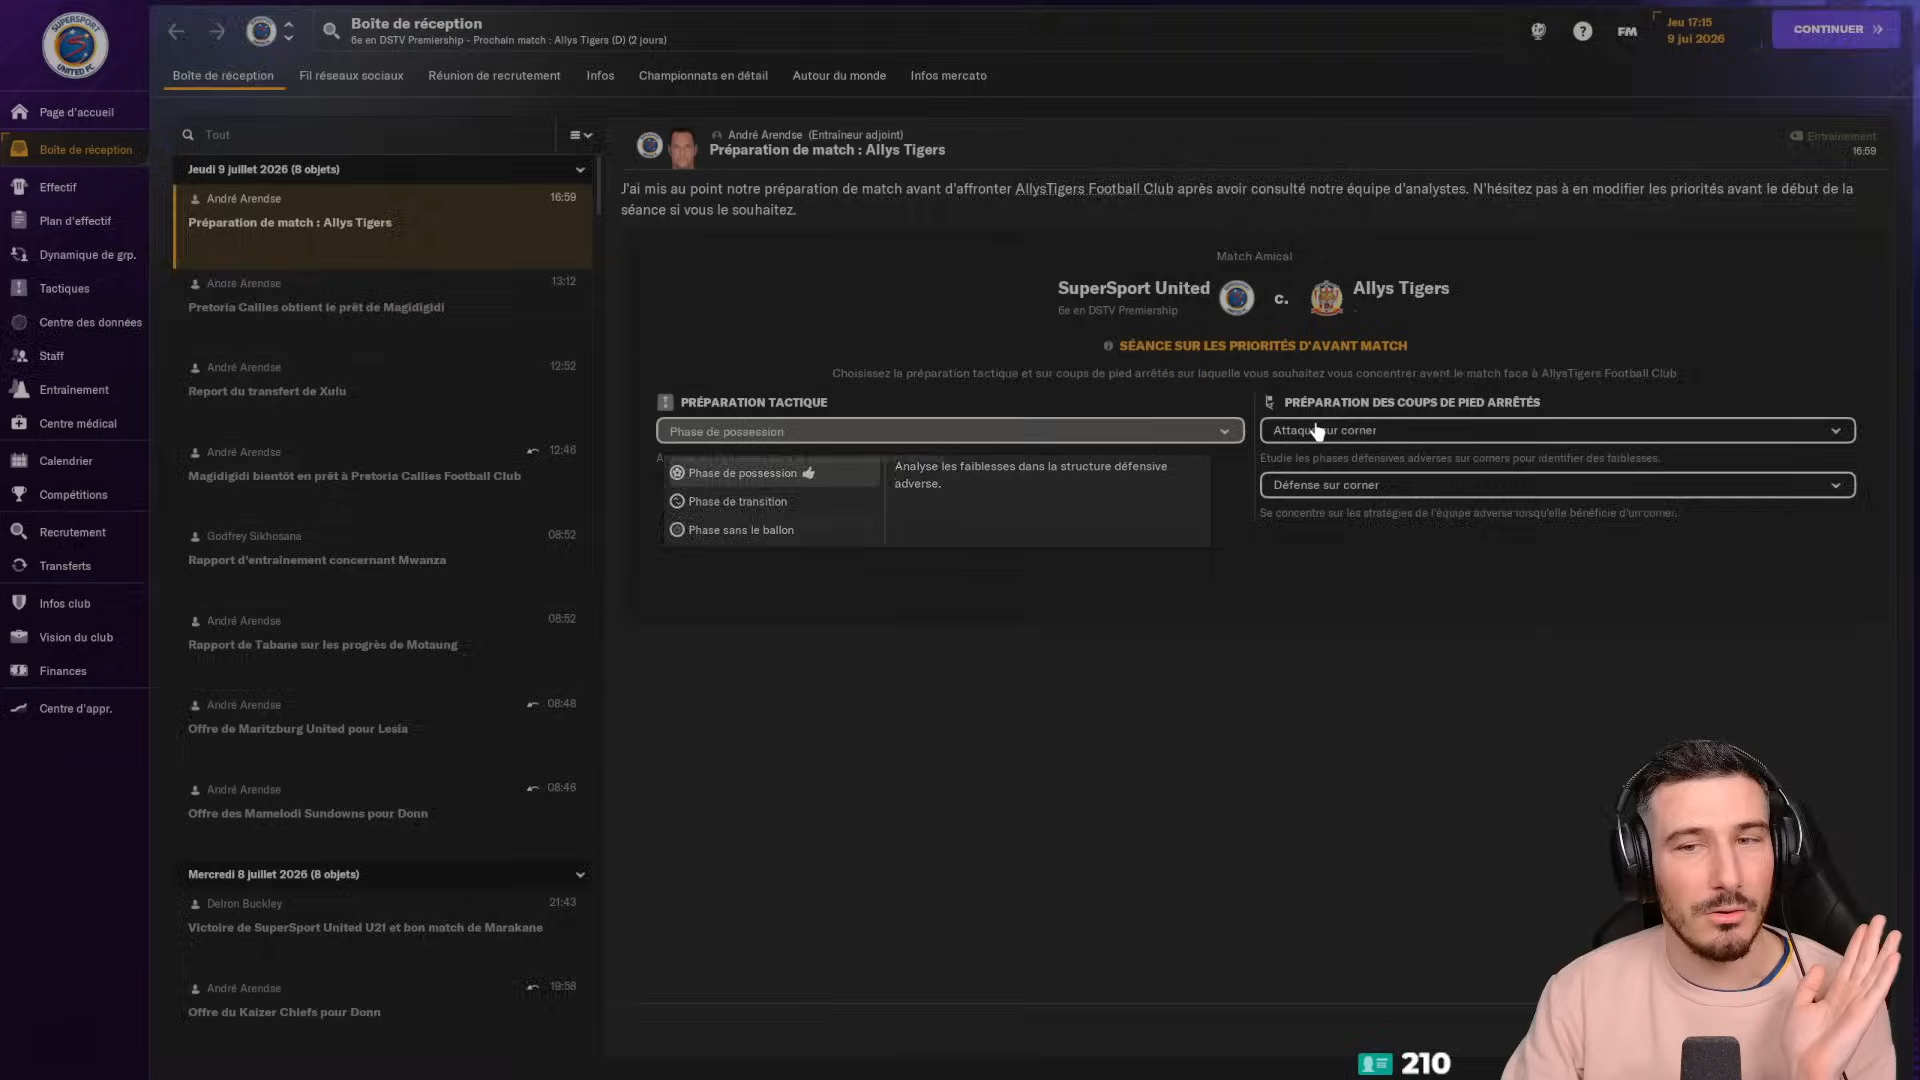 SUPERSPORT
UNITED FC
Boîte de réception
6e en DSTV Premiership - Prochain match : Allys Tigers (D) (2 jours)
FM
Jeu 17:15
9 jui 2026
CONTINUER
Boîte de réception
Fil réseaux sociaux
Réunion de recrutement
Infos
Championnats en détail
Autour du monde
Infos mercato
Page d'accueil
Boîte de réception
Effectif
Plan d'effectif
Dynamique de grp.
Tactiques
Centre des données
Staff
Entraînement
Centre médical
Calendrier
Compétitions
Recrutement
Transferts
Infos club
Vision du club
Finances
Centre d'appr.
Tout
Jeudi 9 juillet 2026 (8 objets)
André Arendse 16:59
Préparation de match : Allys Tigers
André Arendse 13:12
Pretoria Callies obtient le prêt de Magidigidi
André Arendse 12:52
Report du transfert de Xulu
André Arendse 12:46
Magidigidi bientôt en prêt à Pretoria Callies Football Club
Godfrey Sikhosana 08:52
Rapport d'entraînement concernant Mwanza
André Arendse 08:52
Rapport de Tabane sur les progrès de Motaung
André Arendse 08:48
Offre de Maritzburg United pour Lesia
André Arendse 08:46
Offre des Mamelodi Sundowns pour Donn
Mercredi 8 juillet 2026 (8 objets)
Delron Buckley 21:43
Victoire de SuperSport United U21 et bon match de Marakane
André Arendse 19:58
Offre du Kaizer Chiefs pour Donn
André Arendse (Entraîneur adjoint)
Préparation de match : Allys Tigers
Entraînement
16:59
J'ai mis au point notre préparation de match avant d'affronter AllysTigers Football Club après avoir consulté notre équipe d'analystes. N'hésitez pas à en modifier les priorités avant le début de la
séance si vous le souhaitez.
Match Amical
SuperSport United c. Allys Tigers
6e en DSTV Premiership -
SÉANCE SUR LES PRIORITÉS D'AVANT MATCH
Choisissez la préparation tactique et sur coups de pied arrêtés sur laquelle vous souhaitez vous concentrer avant le match face à AllysTigers Football Club
PRÉPARATION TACTIQUE
Phase de possession
A
Phase de possession
Phase de transition
Phase sans le ballon
Analyse les faiblesses dans la structure défensive
adverse.
PRÉPARATION DES COUPS DE PIED ARRÊTÉS
Attaque sur corner
Étudie les phases défensives adverses sur corners pour identifier des faiblesses.
Défense sur corner
Se concentre sur les stratégies de l'équipe adverse lorsqu'elle bénéficie d'un corner.
210